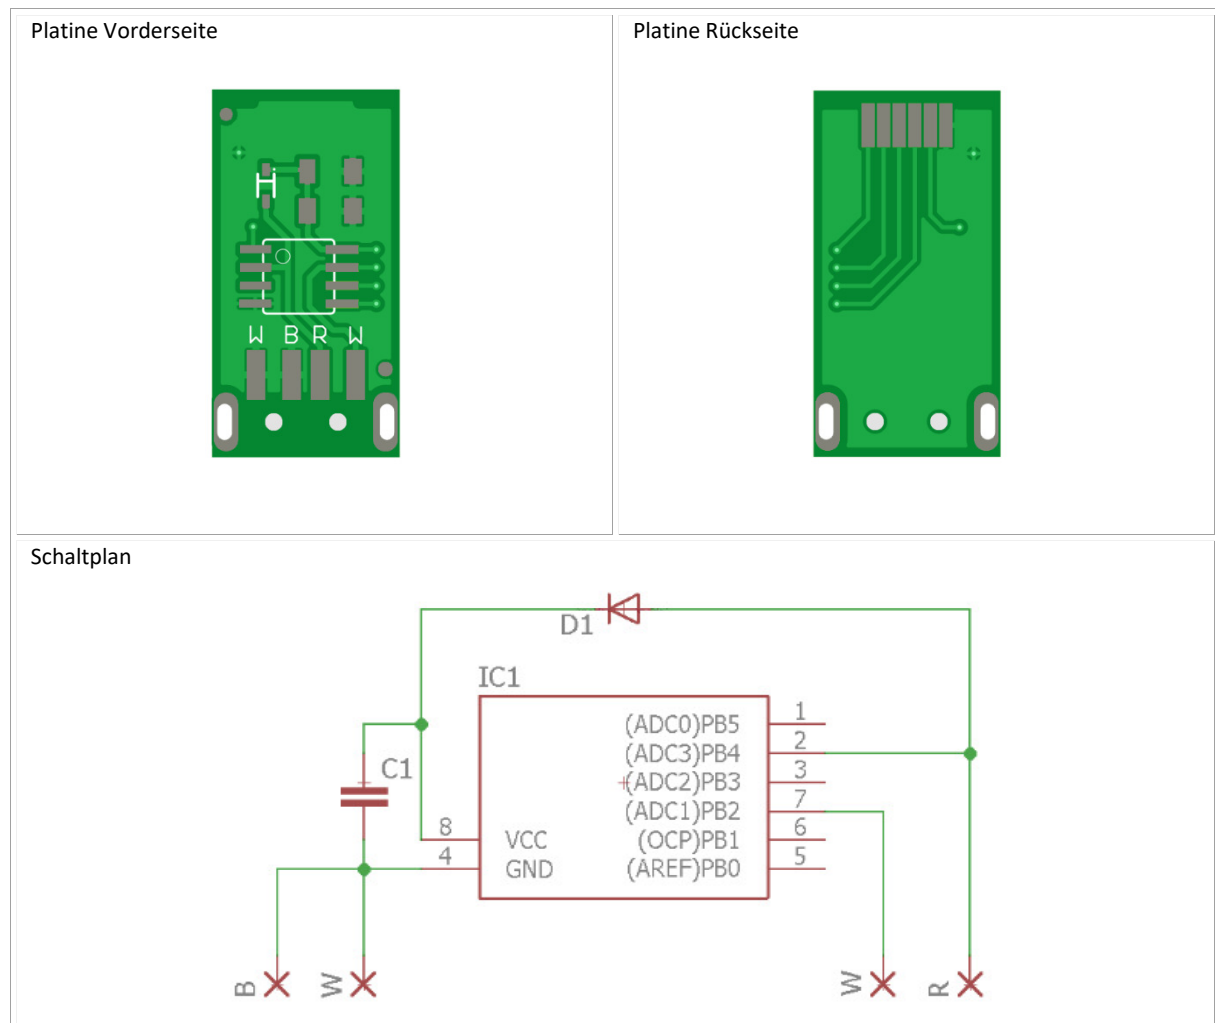 Platine Vorderseite
Platine Rückseite
H
W B R W
Schaltplan
D1
IC1
C1
(ADC0)PB5 1
(ADC3)PB4 2
(ADC2)PB3 3
(ADC1)PB2 7
8 VCC (OCP)PB1 6
4 GND (AREF)PB0 5
B W W R